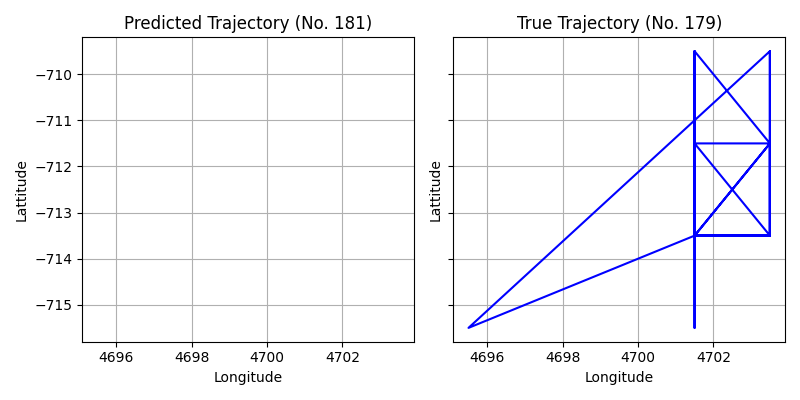 Predicted Trajectory (No. 181)
True Trajectory (No. 179)
Lattitude
−710
−711
−712
−713
−714
−715
4696
4698
4700
4702
Longitude
Lattitude
4696
4698
4700
4702
Longitude